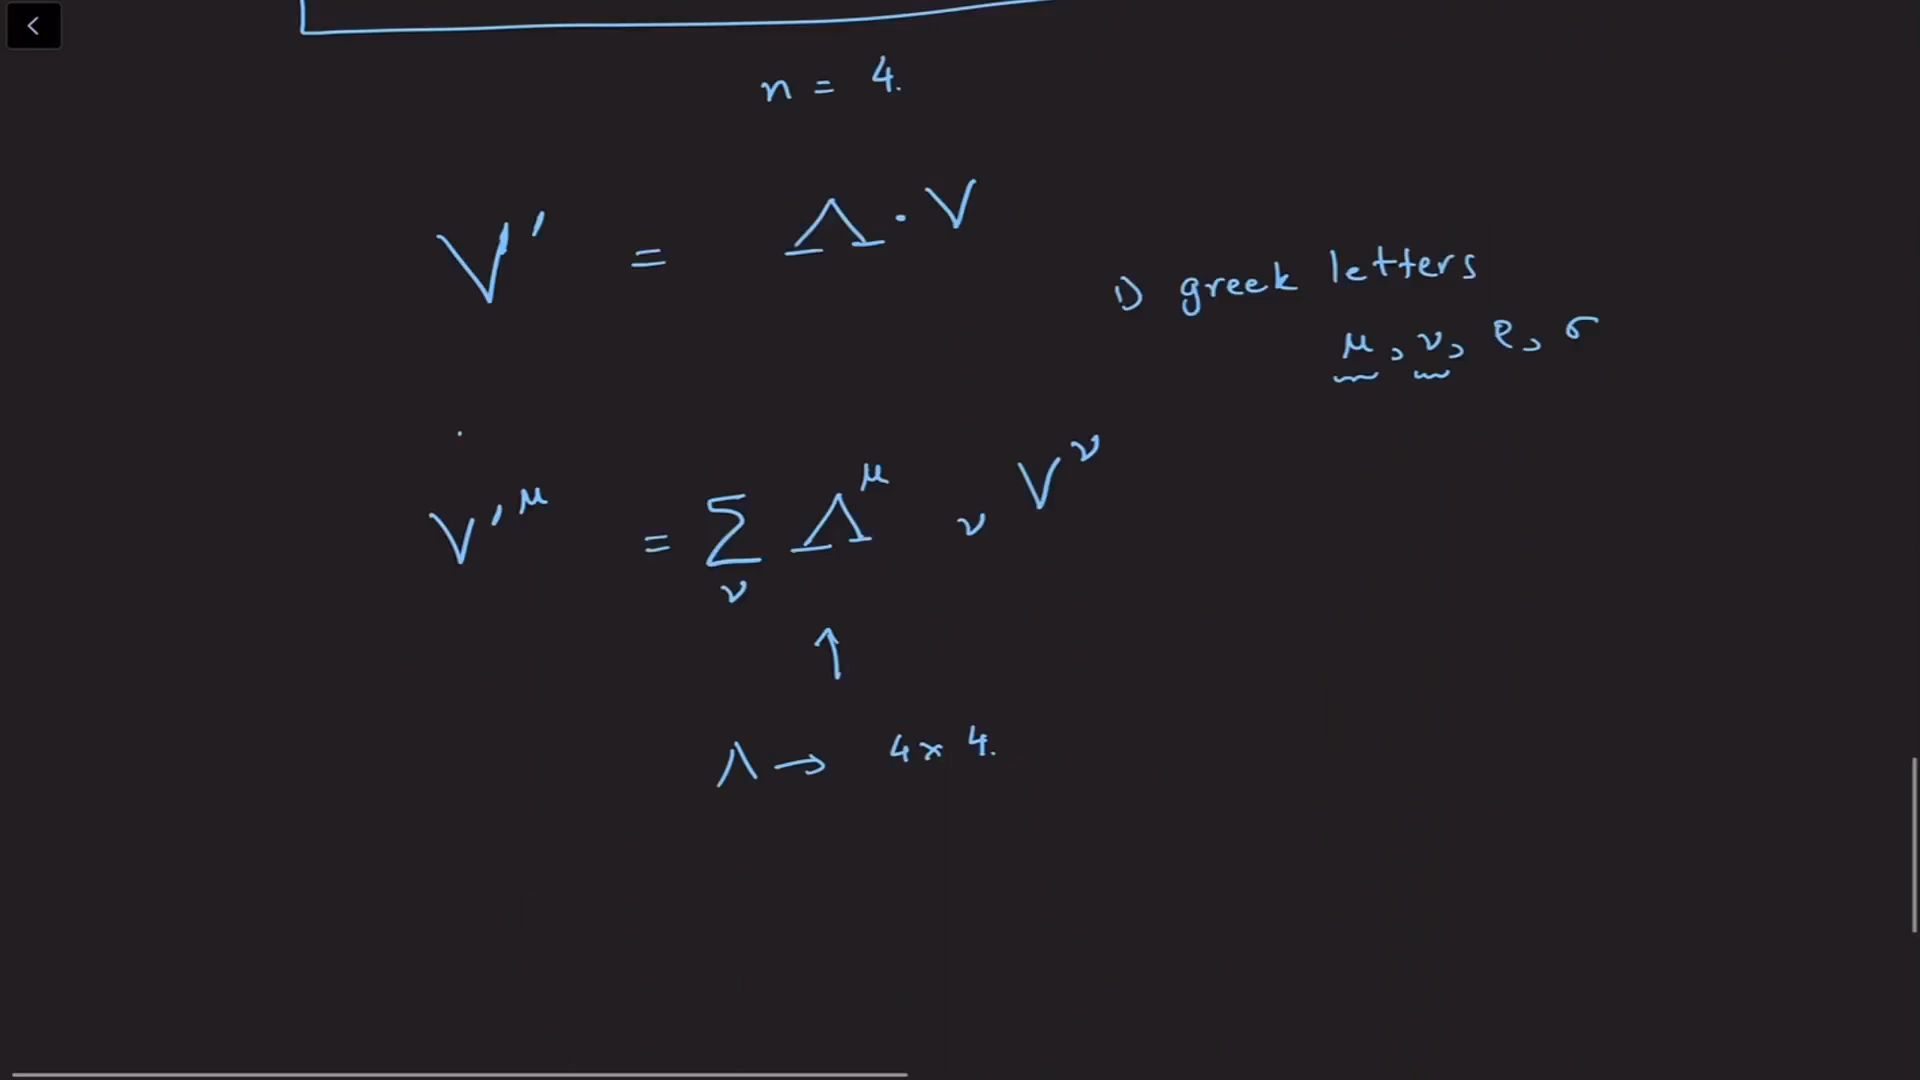 n = 4.
V' = Λ · V
1) greek letters
μ, ν, ρ, σ
V'^μ = Σ_ν Λ^μ_ν V^ν
↑
Λ → 4 × 4.